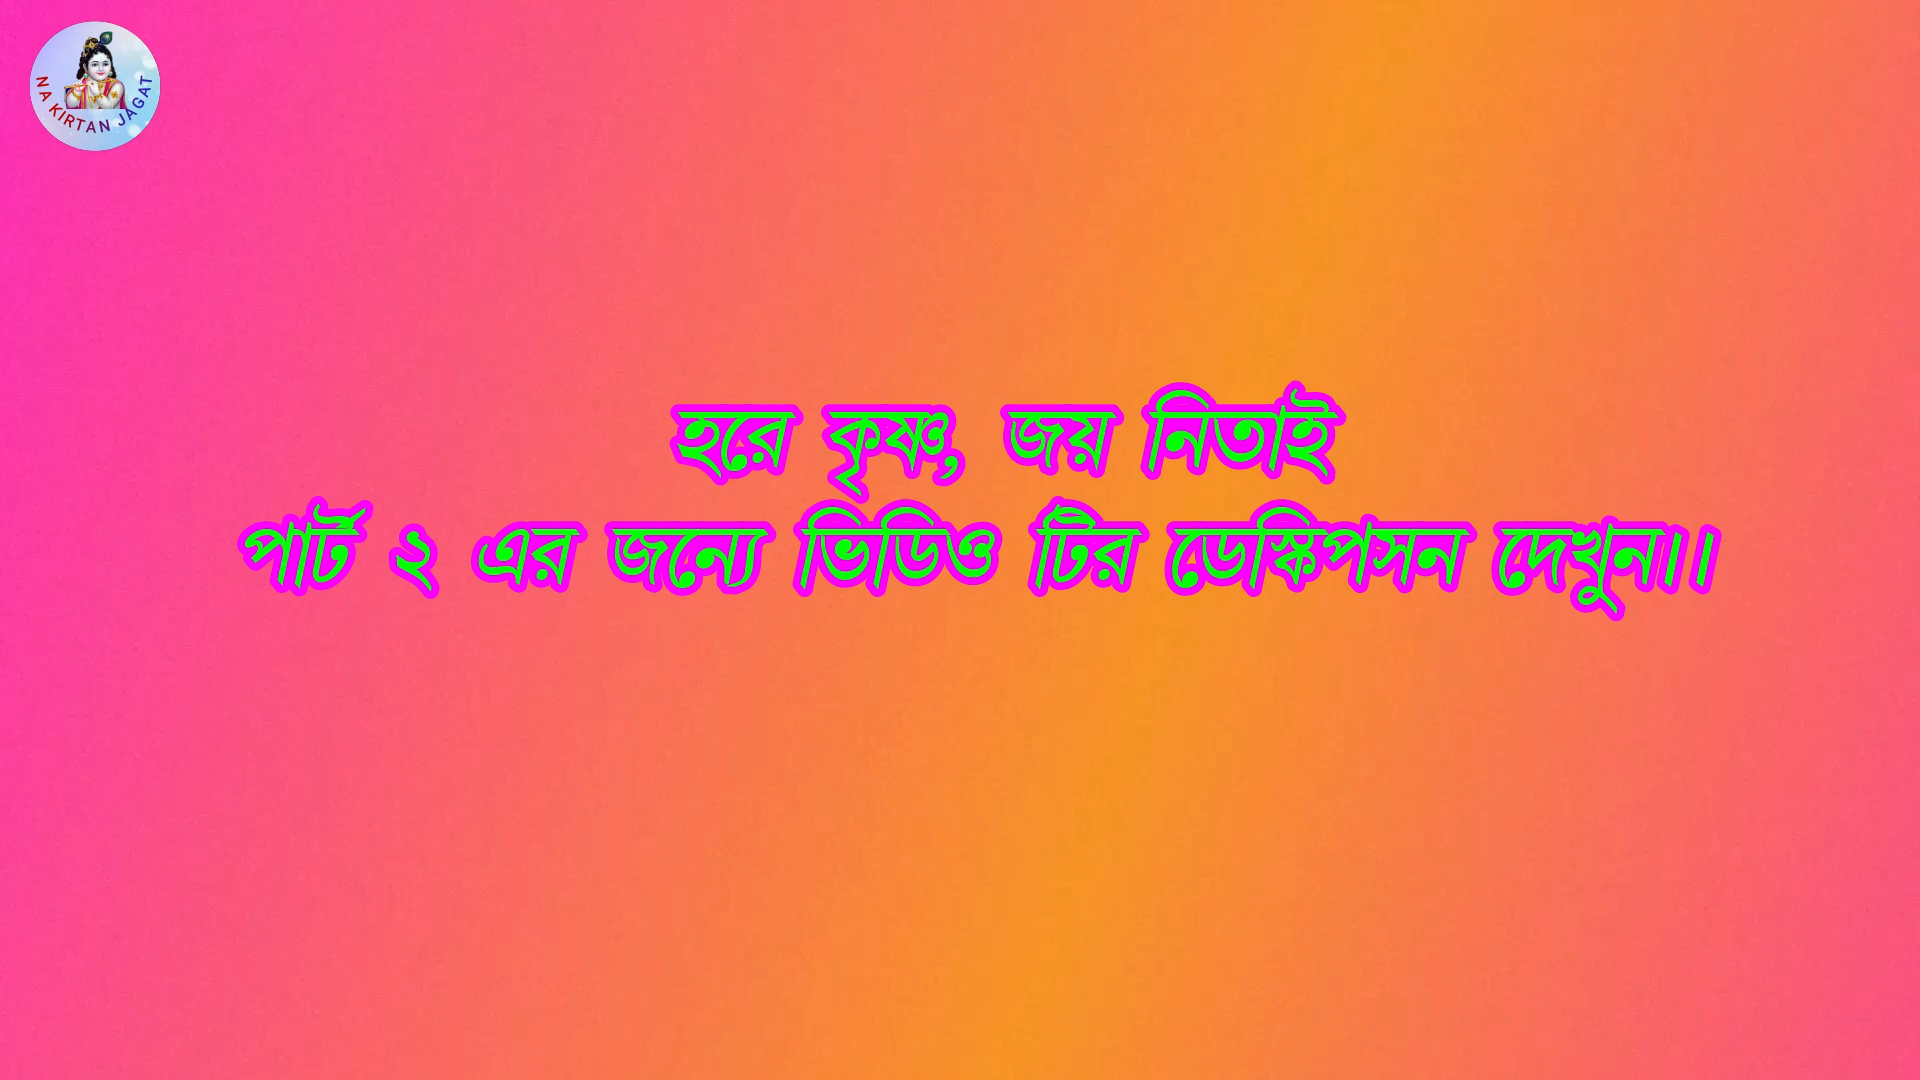 NA KIRTAN JAGAT
হরে কৃষ্ণ, জয় নিতাই
পার্ট ২ এর জন্যে ভিডিও টির ডেস্কিপসন দেখুন।।